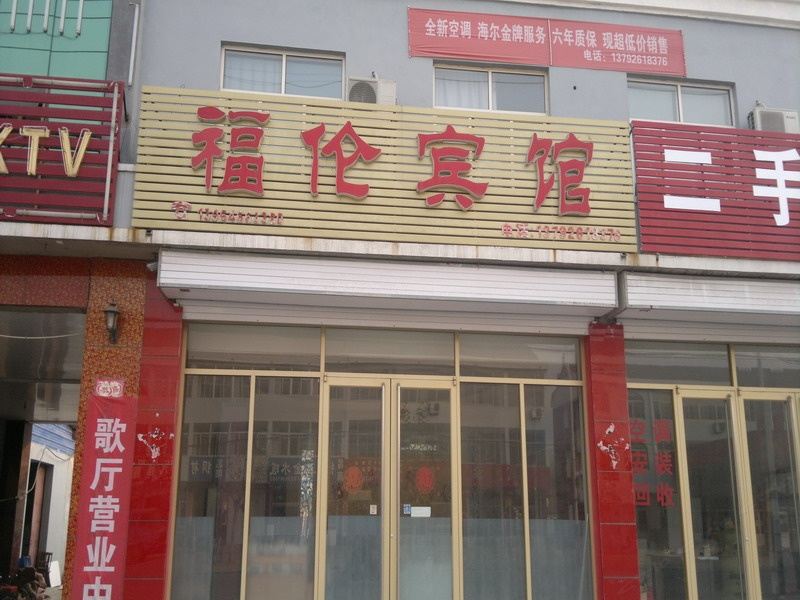 全新空调 海尔金牌服务 六年质保 现超低价销售
电话:13792618376
KTV
福伦宾馆
电话:
二手
歌厅营业中
空调
安装
回收